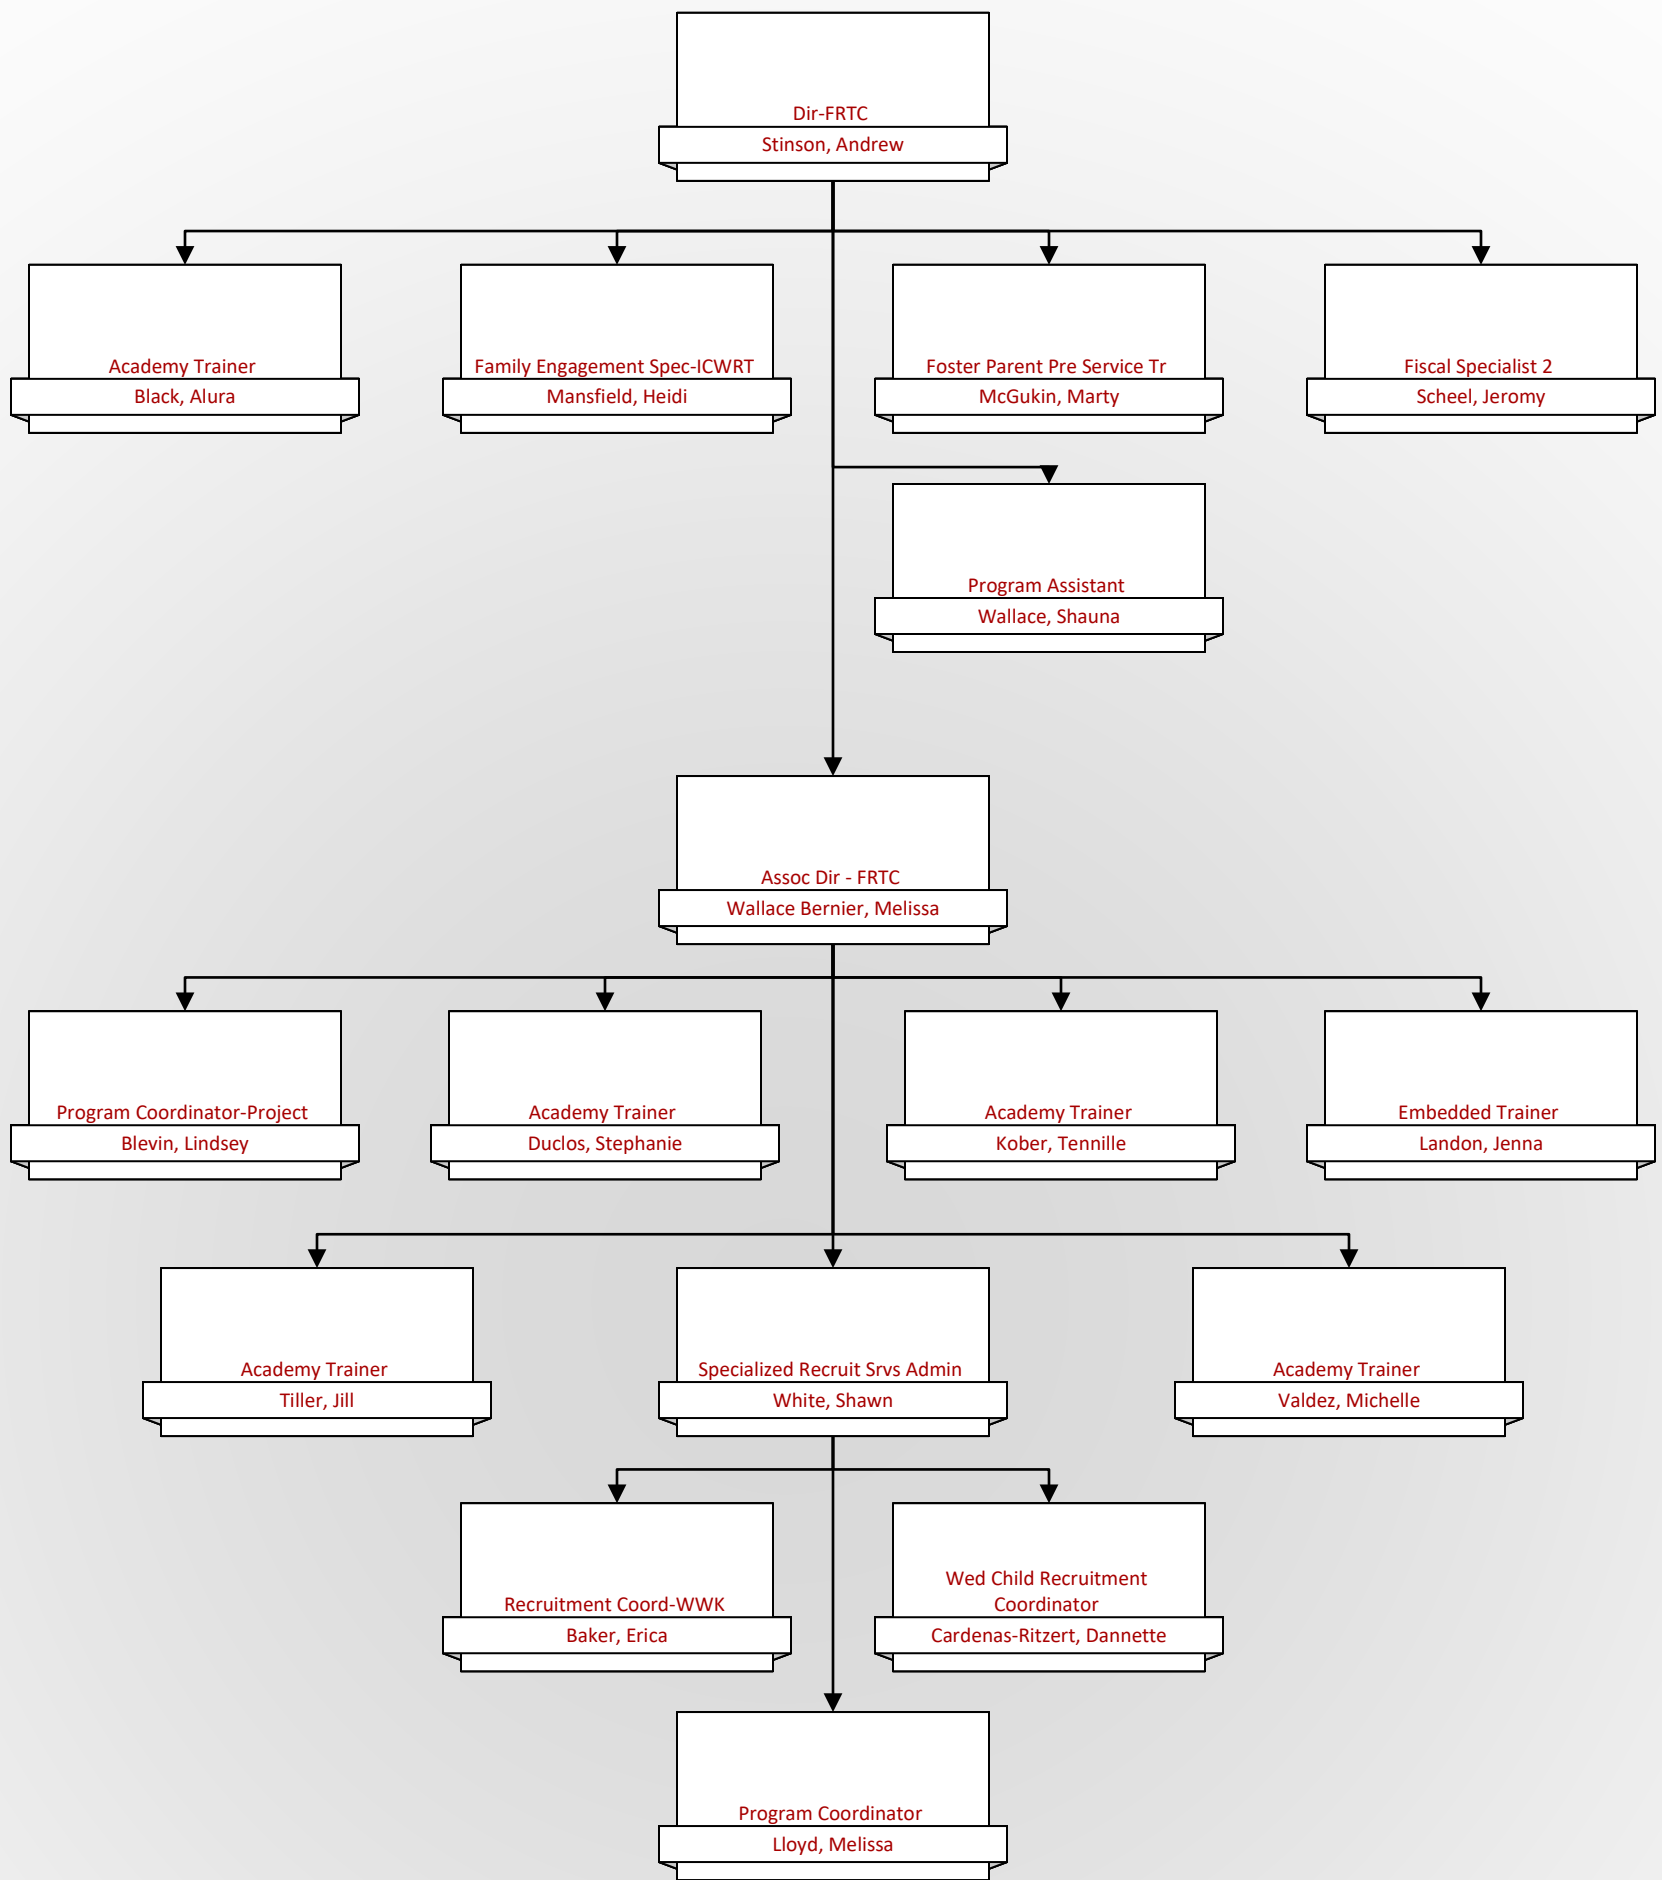 Dir-FRTC
Stinson, Andrew
Academy Trainer
Black, Alura
Family Engagement Spec-ICWRT
Mansfield, Heidi
Foster Parent Pre Service Tr
McGukin, Marty
Fiscal Specialist 2
Scheel, Jeromy
Program Assistant
Wallace, Shauna
Assoc Dir - FRTC
Wallace Bernier, Melissa
Program Coordinator-Project
Blevin, Lindsey
Academy Trainer
Duclos, Stephanie
Academy Trainer
Kober, Tennille
Embedded Trainer
Landon, Jenna
Academy Trainer
Tiller, Jill
Specialized Recruit Srvs Admin
White, Shawn
Academy Trainer
Valdez, Michelle
Recruitment Coord-WWK
Baker, Erica
Wed Child Recruitment
Coordinator
Cardenas-Ritzert, Dannette
Program Coordinator
Lloyd, Melissa